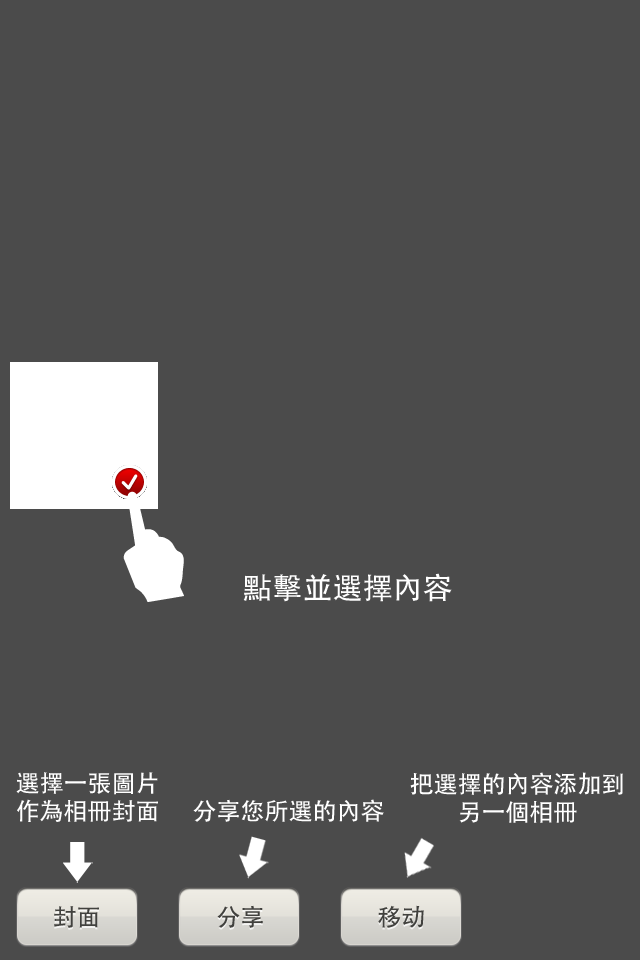 點擊並選擇內容
選擇一張圖片
作為相冊封面
分享您所選的內容
把選擇的內容添加到
另一個相冊
封面
分享
移动